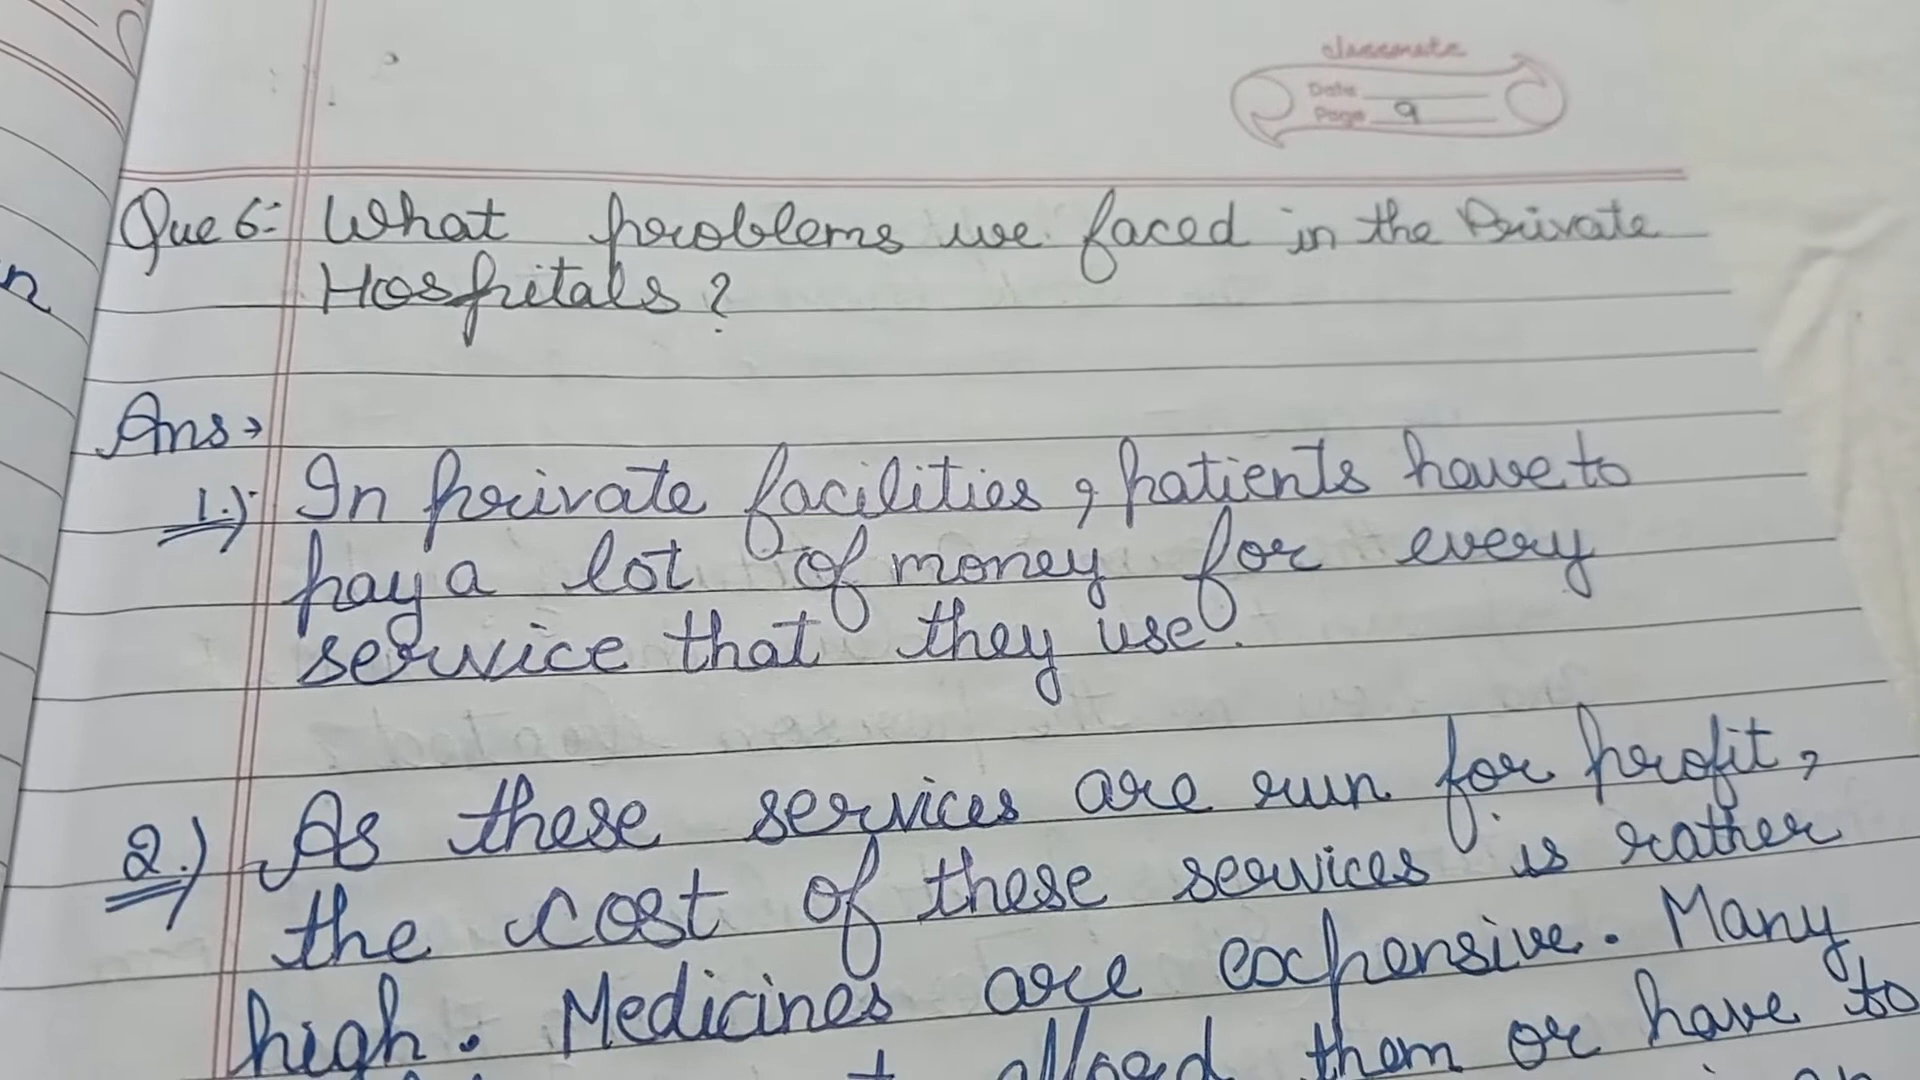 classmate
Date
Page 9
Que 6:- What problems we faced in the Private
Hospitals?
Ans→
1.) In private facilities, patients have to
pay a lot of money for every
service that they use.
2.) As these services are run for profit,
the cost of these services is rather
high. Medicines are expensive. Many
afford them or have to
n